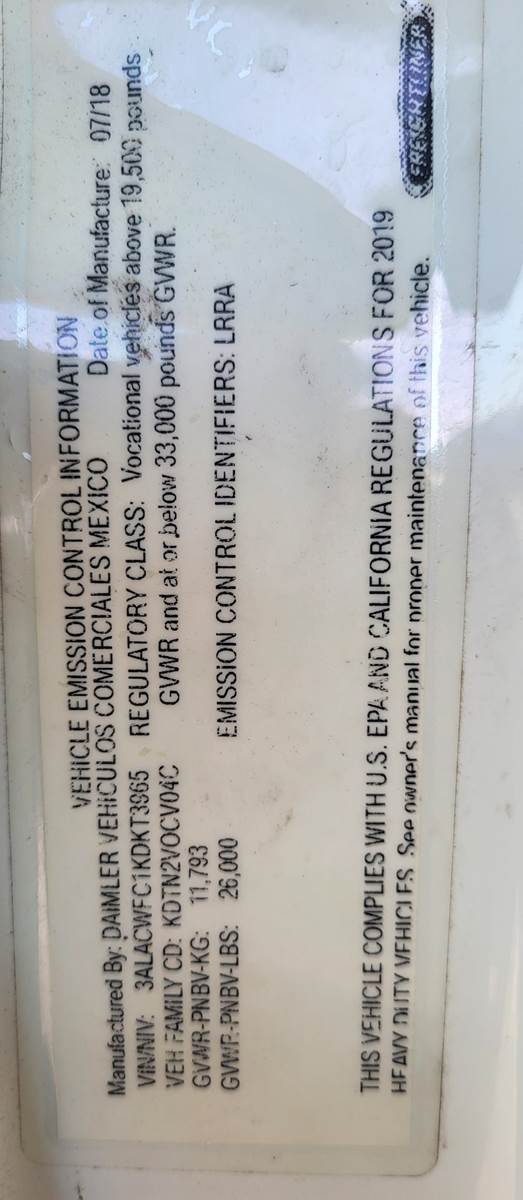 VEHICLE EMISSION CONTROL INFORMATION
Manufactured By: DAIMLER VEHICULOS COMERCIALES MEXICO Date of Manufacture: 07/18
VIN/NIV: 3ALACWFC1KDKT3965 REGULATORY CLASS: Vocational vehicles above 19,500 pounds
VEH FAMILY CD: KDTN2VOCV04C GVWR and at or below 33,000 pounds GVWR.
GVWR-PNBV-KG: 11,793
GVWR-PNBV-LBS: 26,000 EMISSION CONTROL IDENTIFIERS: LRRA
THIS VEHICLE COMPLIES WITH U.S. EPA AND CALIFORNIA REGULATIONS FOR 2019
HEAVY DUTY VEHICLES. See owner's manual for proper maintenance of this vehicle.
FREIGHTLINER